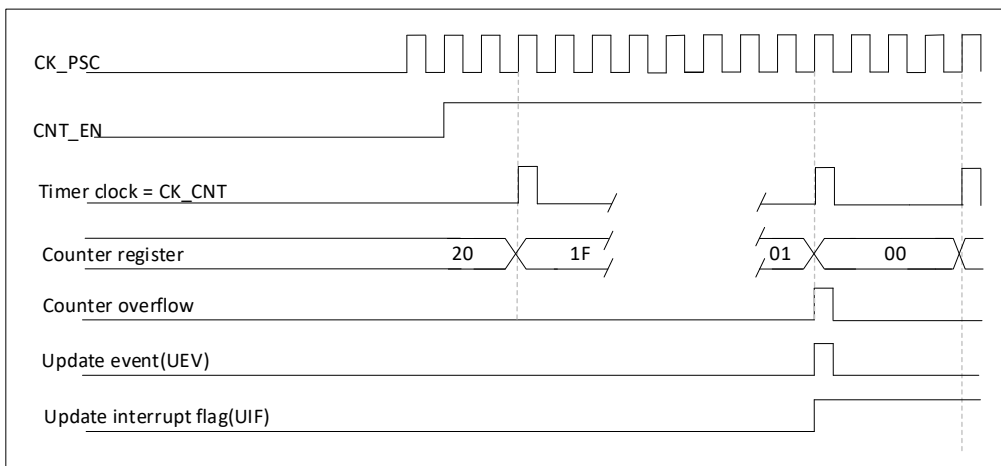 CK_PSC
CNT_EN
Timer clock = CK_CNT
Counter register 20 1F 01 00
Counter overflow
Update event(UEV)
Update interrupt flag(UIF)